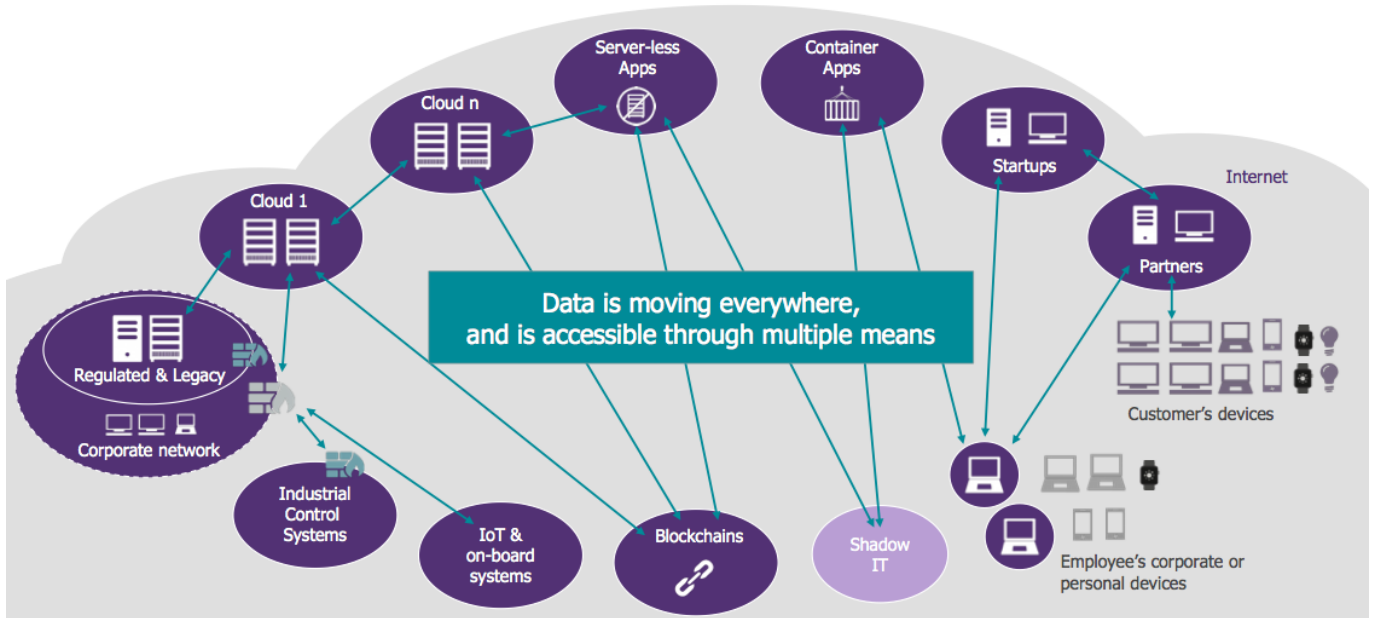 Server-less
Apps
Container
Apps
Cloud n
Startups
Internet
Cloud 1
Partners
Data is moving everywhere,
and is accessible through multiple means
Regulated & Legacy
Corporate network
Customer's devices
Industrial
Control
Systems
IoT &
on-board
systems
Blockchains
Shadow
IT
Employee's corporate or
personal devices